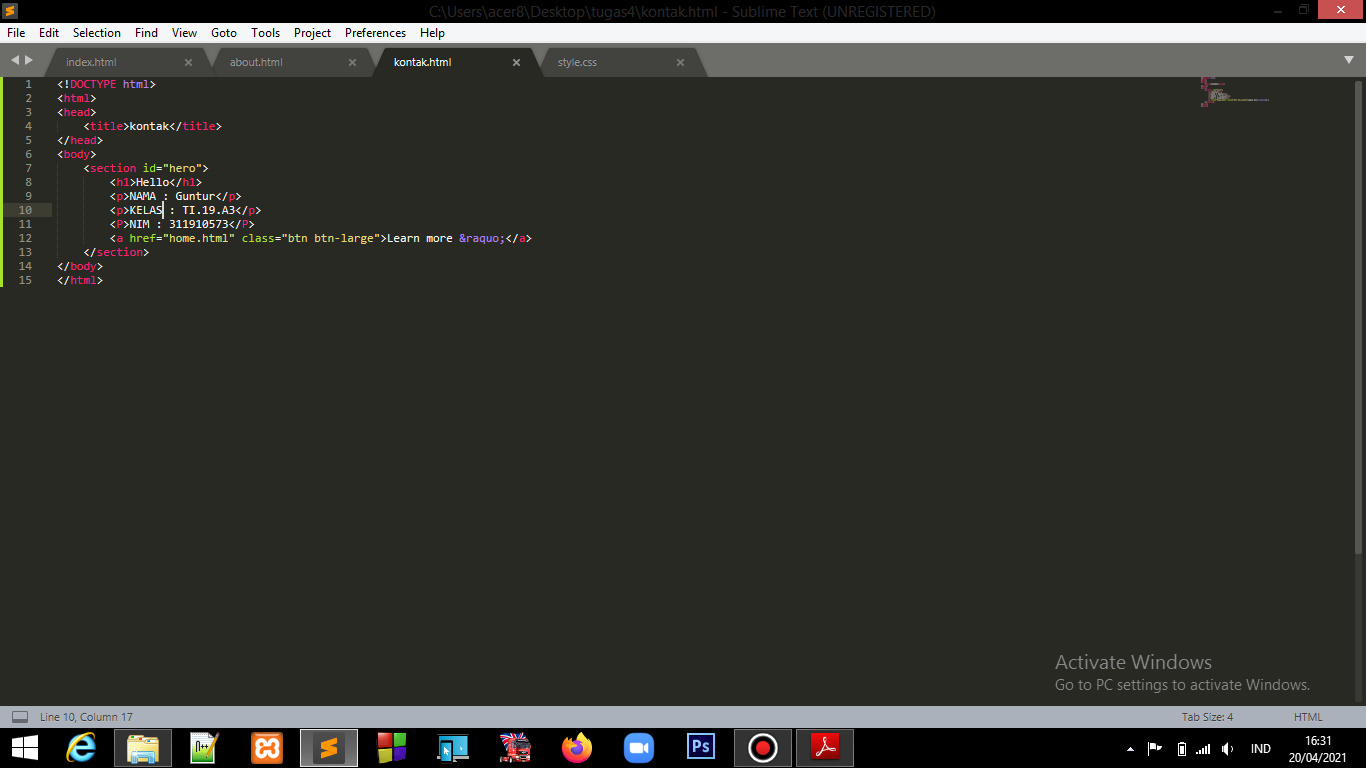 C:\Users\acer8\Desktop\tugas4\kontak.html - Sublime Text (UNREGISTERED)
File Edit Selection Find View Goto Tools Project Preferences Help
index.html about.html kontak.html style.css
1 <!DOCTYPE html>
2 <html>
3 <head>
4 <title>kontak</title>
5 </head>
6 <body>
7 <section id="hero">
8 <h1>Hello</h1>
9 <p>NAMA : Guntur</p>
10 <p>KELAS : TI.19.A3</p>
11 <P>NIM : 311910573</P>
12 <a href="home.html" class="btn btn-large">Learn more &raquo;</a>
13 </section>
14 </body>
15 </html>
Activate Windows
Go to PC settings to activate Windows.
Line 10, Column 17 Tab Size: 4 HTML
Ps
IND
16:31
20/04/2021